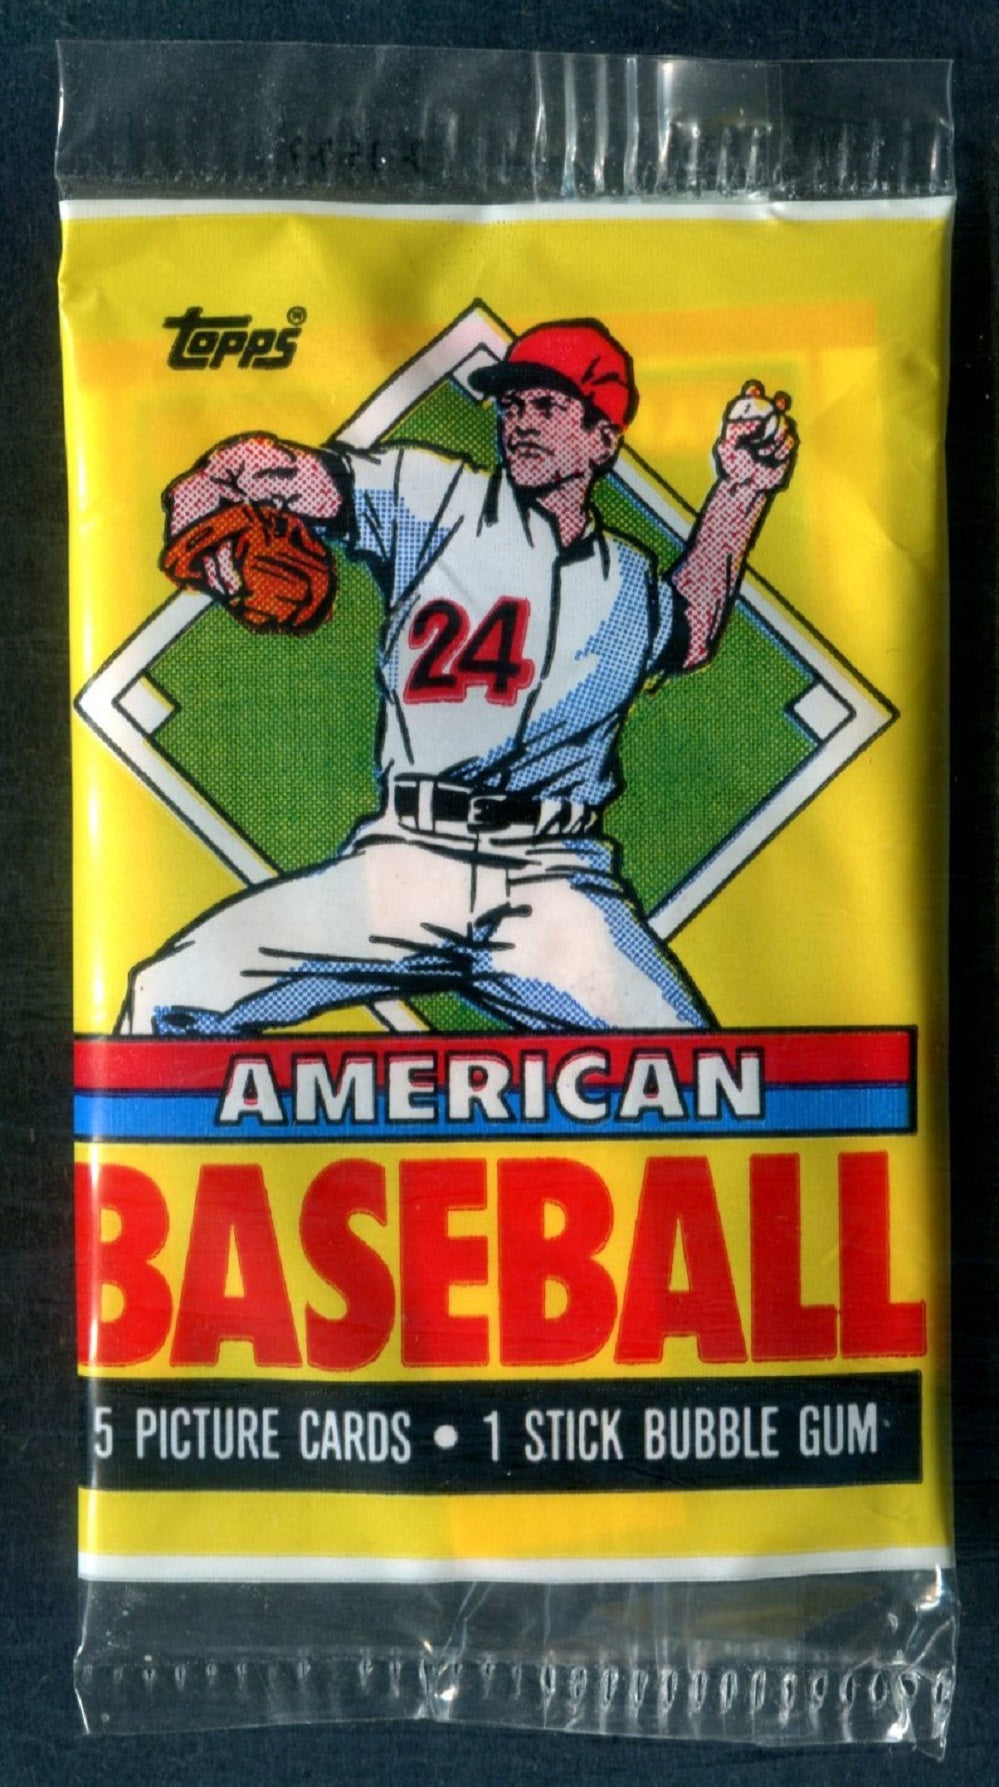 topps
24
AMERICAN
BASEBALL
5 PICTURE CARDS • 1 STICK BUBBLE GUM